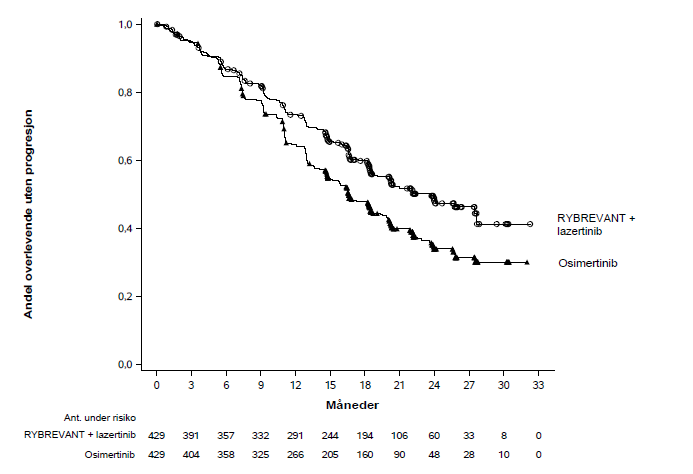 Andel overlevende uten progresjon
1,0
0,8
0,6
0,4
0,2
0,0
RYBREVANT +
lazertinib
Osimertinib
0 3 6 9 12 15 18 21 24 27 30 33
Måneder
Ant. under risiko
RYBREVANT + lazertinib 429 391 357 332 291 244 194 106 60 33 8 0
Osimertinib 429 404 358 325 266 205 160 90 48 28 10 0